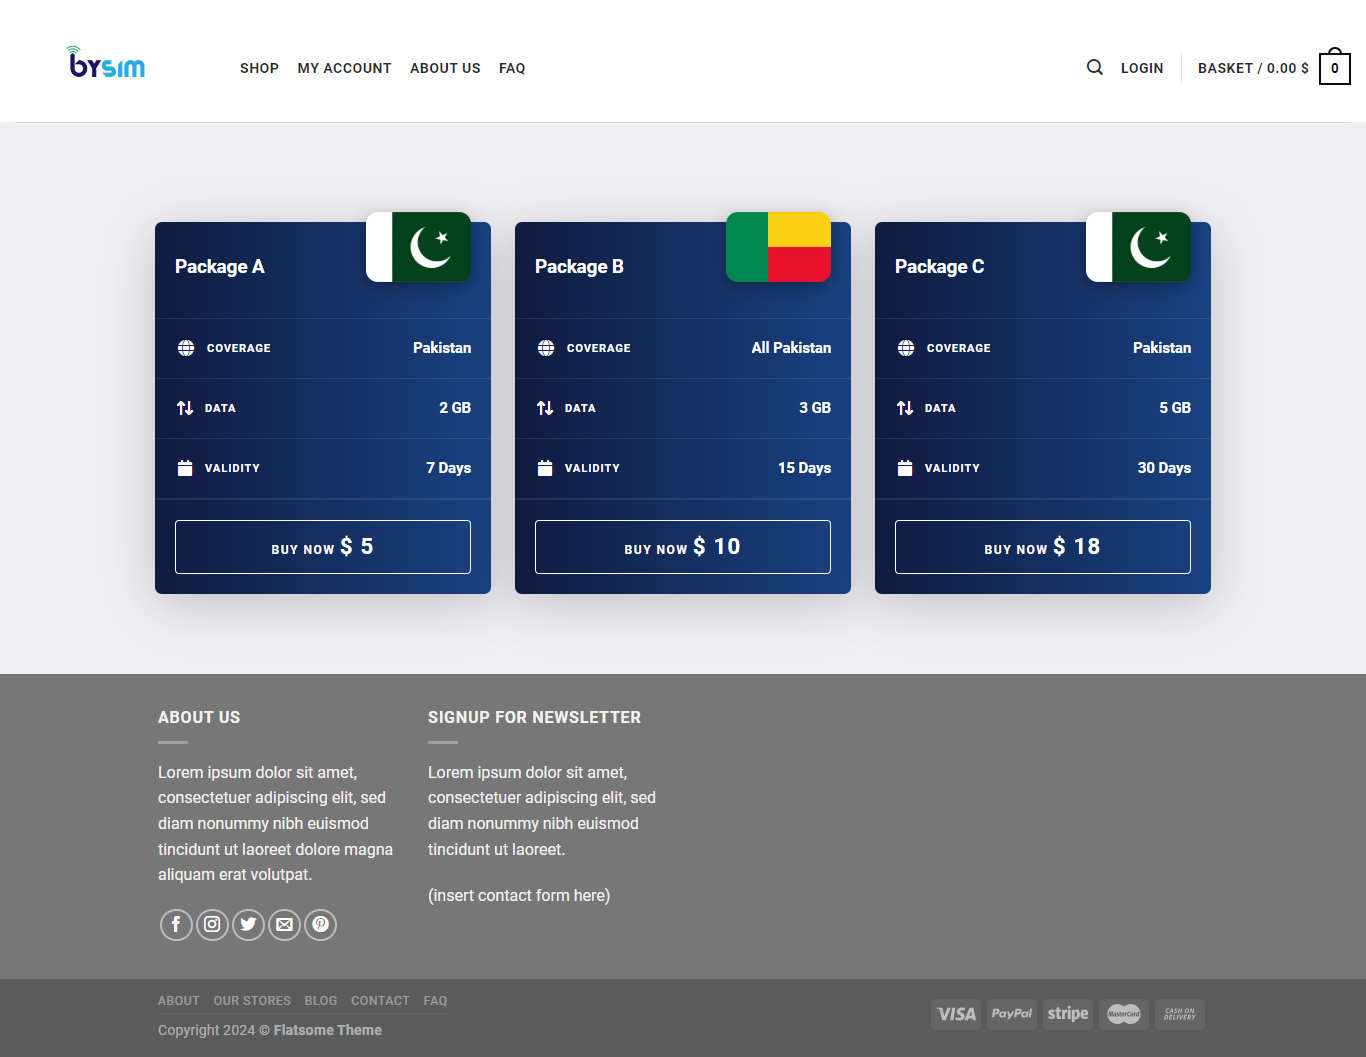 bysim
SHOP MY ACCOUNT ABOUT US FAQ
LOGIN BASKET / 0.00 $ 0
Package A
COVERAGE Pakistan
DATA 2 GB
VALIDITY 7 Days
BUY NOW $ 5
Package B
COVERAGE All Pakistan
DATA 3 GB
VALIDITY 15 Days
BUY NOW $ 10
Package C
COVERAGE Pakistan
DATA 5 GB
VALIDITY 30 Days
BUY NOW $ 18
ABOUT US
Lorem ipsum dolor sit amet,
consectetuer adipiscing elit, sed
diam nonummy nibh euismod
tincidunt ut laoreet dolore magna
aliquam erat volutpat.
SIGNUP FOR NEWSLETTER
Lorem ipsum dolor sit amet,
consectetuer adipiscing elit, sed
diam nonummy nibh euismod
tincidunt ut laoreet.
(insert contact form here)
ABOUT OUR STORES BLOG CONTACT FAQ
Copyright 2024 © Flatsome Theme
VISA PayPal stripe MasterCard CASH ON DELIVERY